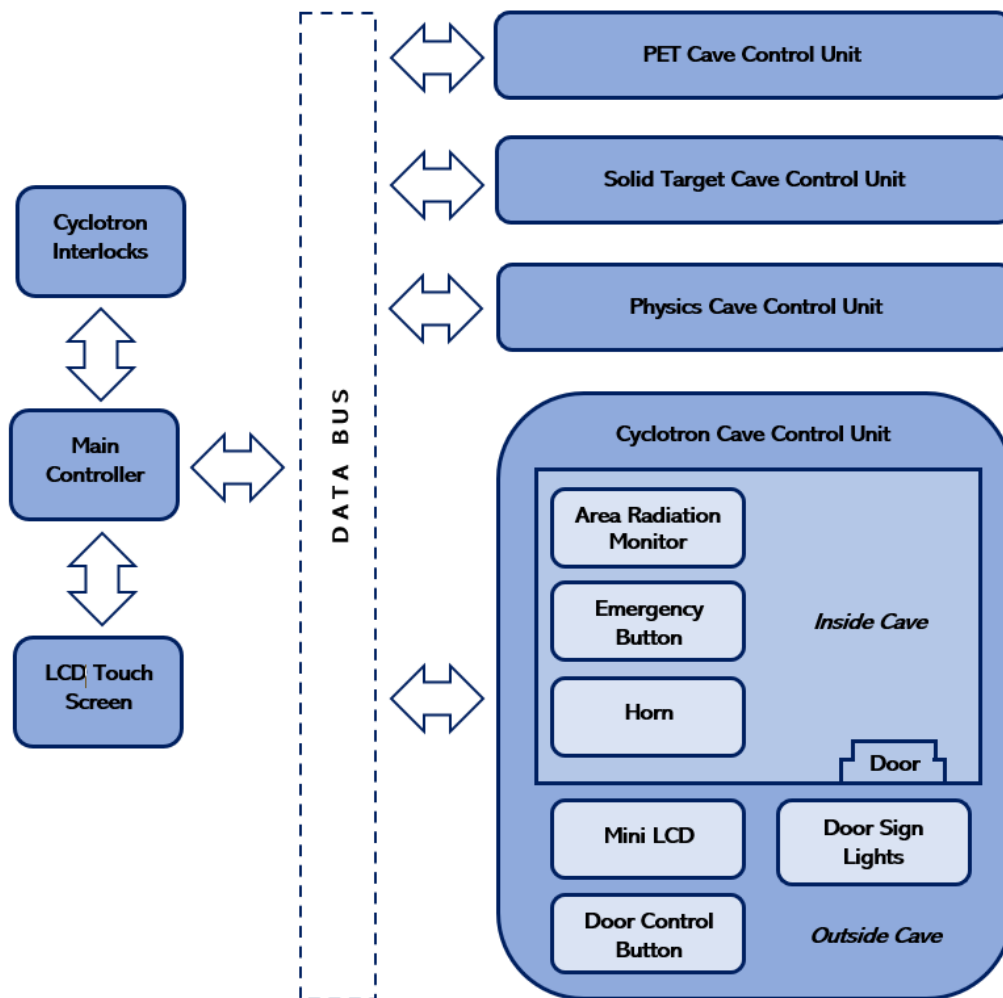 PET Cave Control Unit
Solid Target Cave Control Unit
Cyclotron
Interlocks
Physics Cave Control Unit
DATA BUS
Main
Controller
LCD Touch
Screen
Cyclotron Cave Control Unit
Area Radiation
Monitor
Emergency
Button
Inside Cave
Horn
Door
Mini LCD
Door Sign
Lights
Door Control
Button
Outside Cave